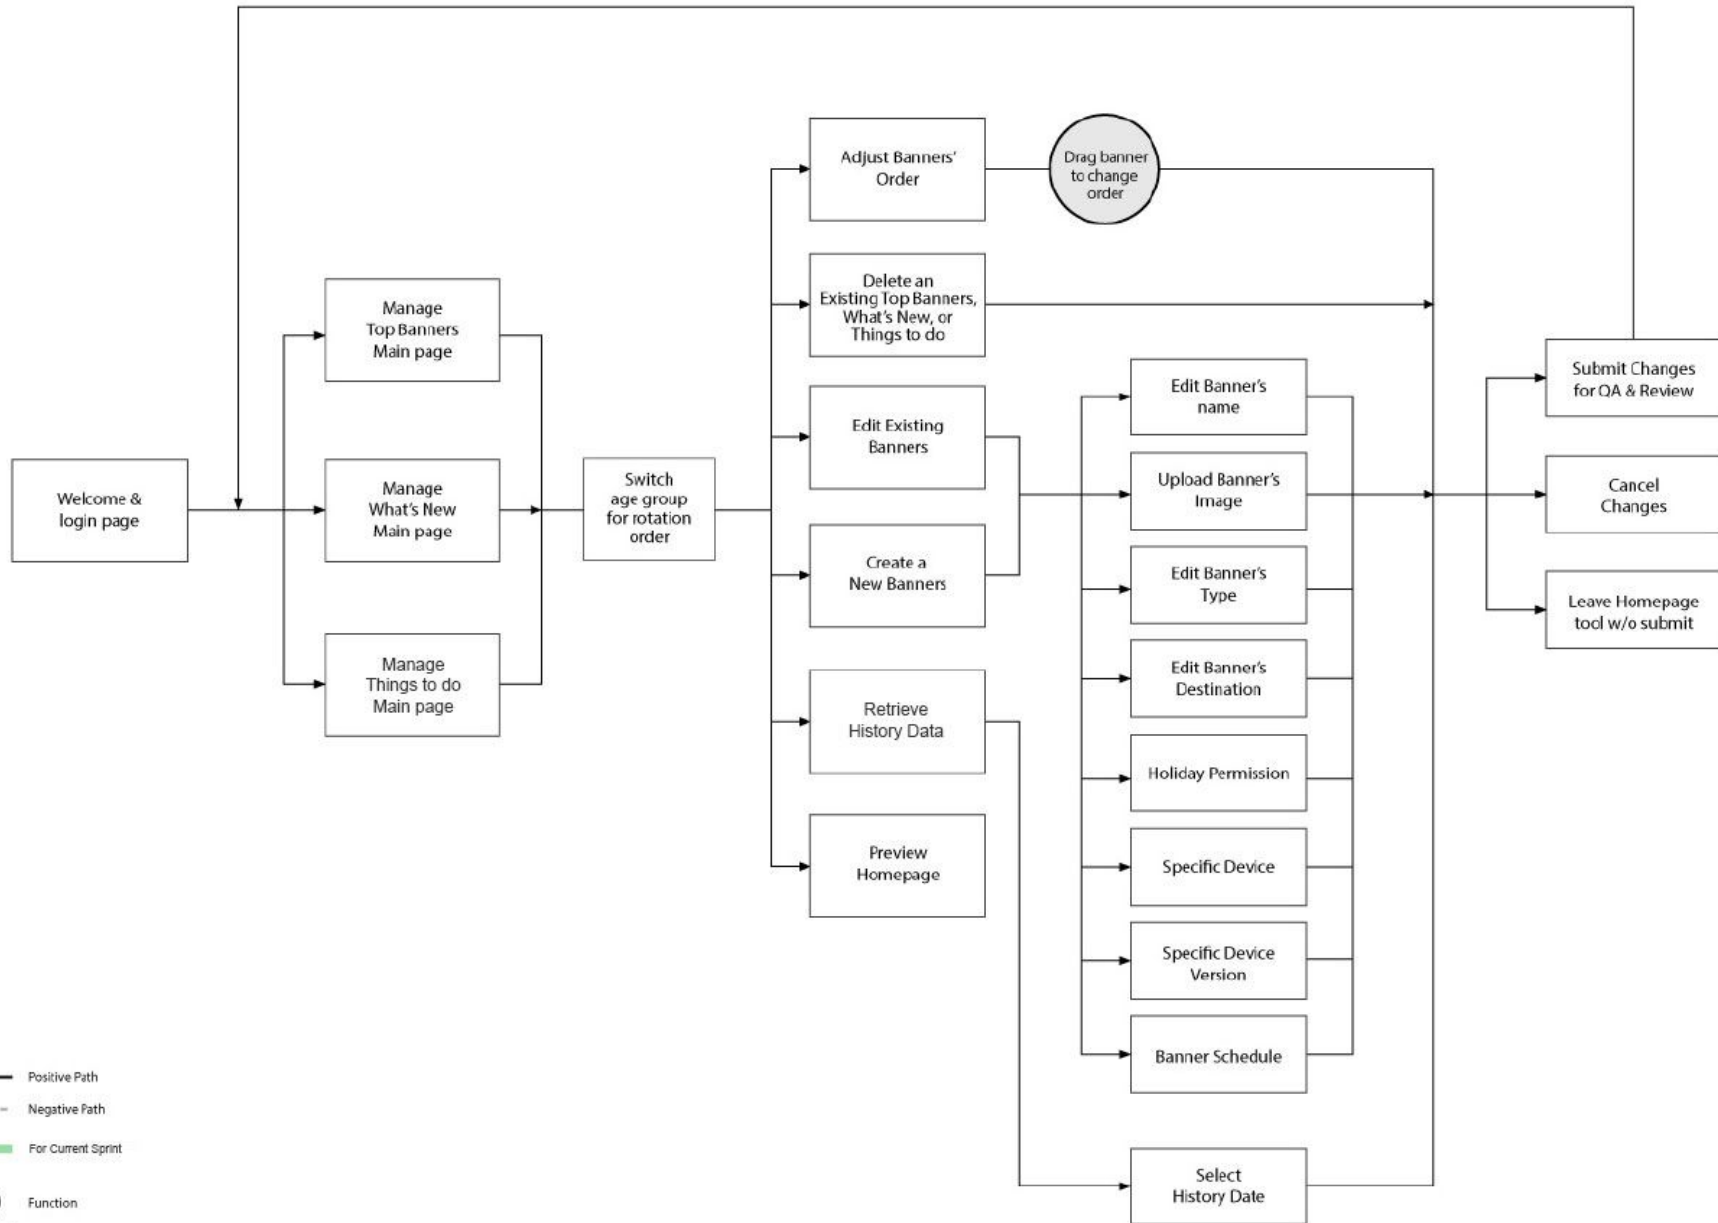 Welcome &
login page
Manage
Top Banners
Main page
Manage
What's New
Main page
Manage
Things to do
Main page
Switch
age group
for rotation
order
Adjust Banners'
Order
Drag banner
to change
order
Delete an
Existing Top Banners,
What's New, or
Things to do
Edit Existing
Banners
Create a
New Banners
Retrieve
History Data
Preview
Homepage
Edit Banner's
name
Upload Banner's
Image
Edit Banner's
Type
Edit Banner's
Destination
Holiday Permission
Specific Device
Specific Device
Version
Banner Schedule
Select
History Date
Submit Changes
for QA & Review
Cancel
Changes
Leave Homepage
tool w/o submit
Positive Path
Negative Path
For Current Sprint
Function